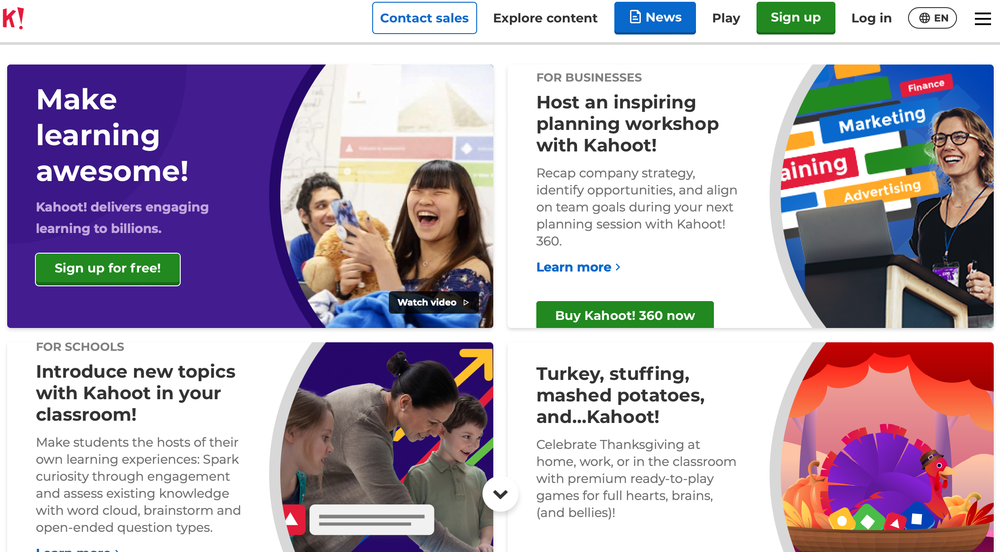 K!
Contact sales
Explore content
News
Play
Sign up
Log in
EN
Make
learning
awesome!
Kahoot! delivers engaging
learning to billions.
Sign up for free!
Watch video
FOR BUSINESSES
Host an inspiring
planning workshop
with Kahoot!
Recap company strategy,
identify opportunities, and align
on team goals during your next
planning session with Kahoot!
360.
Learn more
Buy Kahoot! 360 now
Finance
Marketing
aining
Advertising
FOR SCHOOLS
Introduce new topics
with Kahoot in your
classroom!
Make students the hosts of their
own learning experiences: Spark
curiosity through engagement
and assess existing knowledge
with word cloud, brainstorm and
open-ended question types.
Learn more
Turkey, stuffing,
mashed potatoes,
and...Kahoot!
Celebrate Thanksgiving at
home, work, or in the classroom
with premium ready-to-play
games for full hearts, brains,
(and bellies)!